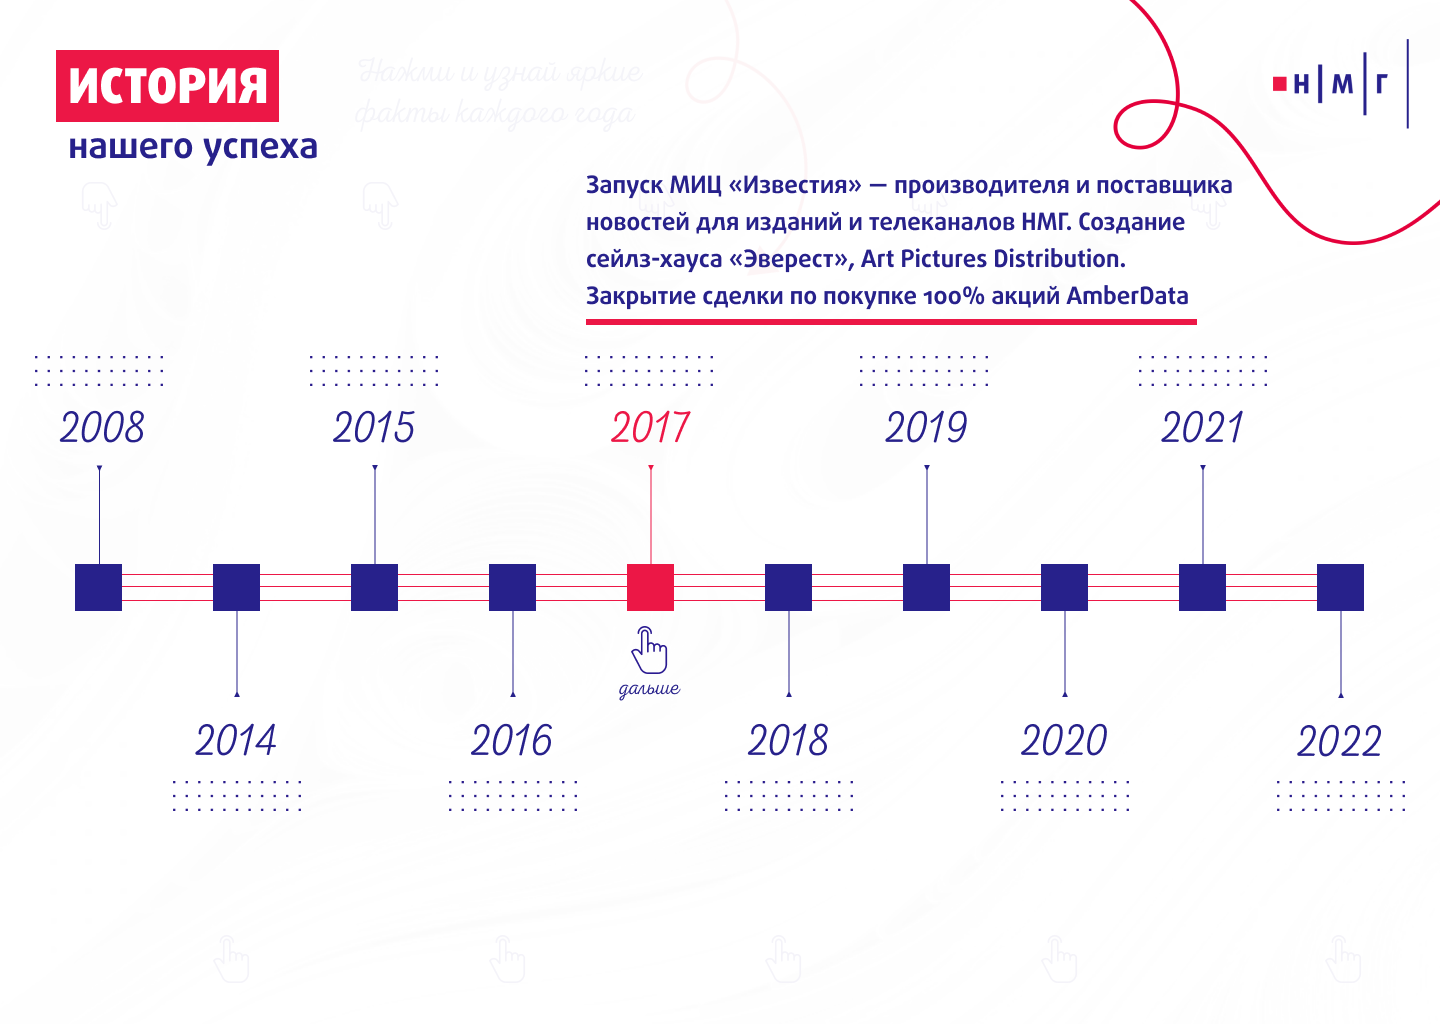 ИСТОРИЯ
нашего успеха
Нажми и узнай яркие
факты каждого года
Н|М|Г
Запуск МИЦ «Известия» — производителя и поставщика
новостей для изданий и телеканалов НМГ. Создание
сейлз-хауса «Эверест», Art Pictures Distribution.
Закрытие сделки по покупке 100% акций AmberData
2008
2015
2017
2019
2021
дальше
2014
2016
2018
2020
2022